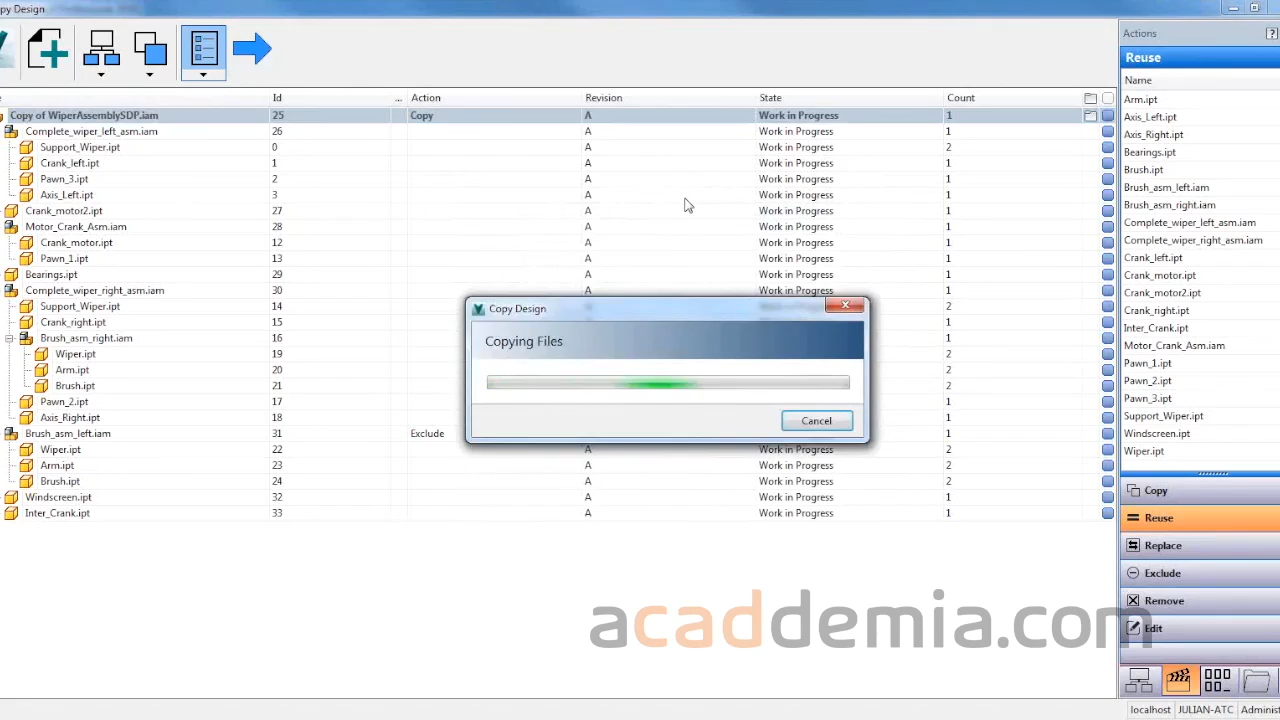 py Design
Id ... Action Revision State Count
Copy of WiperAssemblySDP.iam 25 Copy A Work in Progress 1
Complete_wiper_left_asm.iam 26 A Work in Progress 1
Support_Wiper.ipt 0 A Work in Progress 2
Crank_left.ipt 1 A Work in Progress 1
Pawn_3.ipt 2 A Work in Progress 1
Axis_Left.ipt 3 A Work in Progress 1
Crank_motor2.ipt 27 A Work in Progress 1
Motor_Crank_Asm.iam 28 A Work in Progress 1
Crank_motor.ipt 12 A Work in Progress 1
Pawn_1.ipt 13 A Work in Progress 1
Bearings.ipt 29 A Work in Progress 1
Complete_wiper_right_asm.iam 30 A Work in Progress 1
Support_Wiper.ipt 14 2
Crank_right.ipt 15 1
Brush_asm_right.iam 16 1
Wiper.ipt 19 2
Arm.ipt 20 2
Brush.ipt 21 2
Pawn_2.ipt 17 1
Axis_Right.ipt 18 1
Brush_asm_left.iam 31 Exclude 1
Wiper.ipt 22 A Work in Progress 2
Arm.ipt 23 A Work in Progress 2
Brush.ipt 24 A Work in Progress 2
Windscreen.ipt 32 A Work in Progress 1
Inter_Crank.ipt 33 A Work in Progress 1
Copy Design
Copying Files
Cancel
Actions ?
Reuse
Name
Arm.ipt
Axis_Left.ipt
Axis_Right.ipt
Bearings.ipt
Brush.ipt
Brush_asm_left.iam
Brush_asm_right.iam
Complete_wiper_left_asm.iam
Complete_wiper_right_asm.iam
Crank_left.ipt
Crank_motor.ipt
Crank_motor2.ipt
Crank_right.ipt
Inter_Crank.ipt
Motor_Crank_Asm.iam
Pawn_1.ipt
Pawn_2.ipt
Pawn_3.ipt
Support_Wiper.ipt
Windscreen.ipt
Wiper.ipt
Copy
Reuse
Replace
Exclude
Remove
Edit
acaddemia.com
localhost JULIAN-ATC Administ